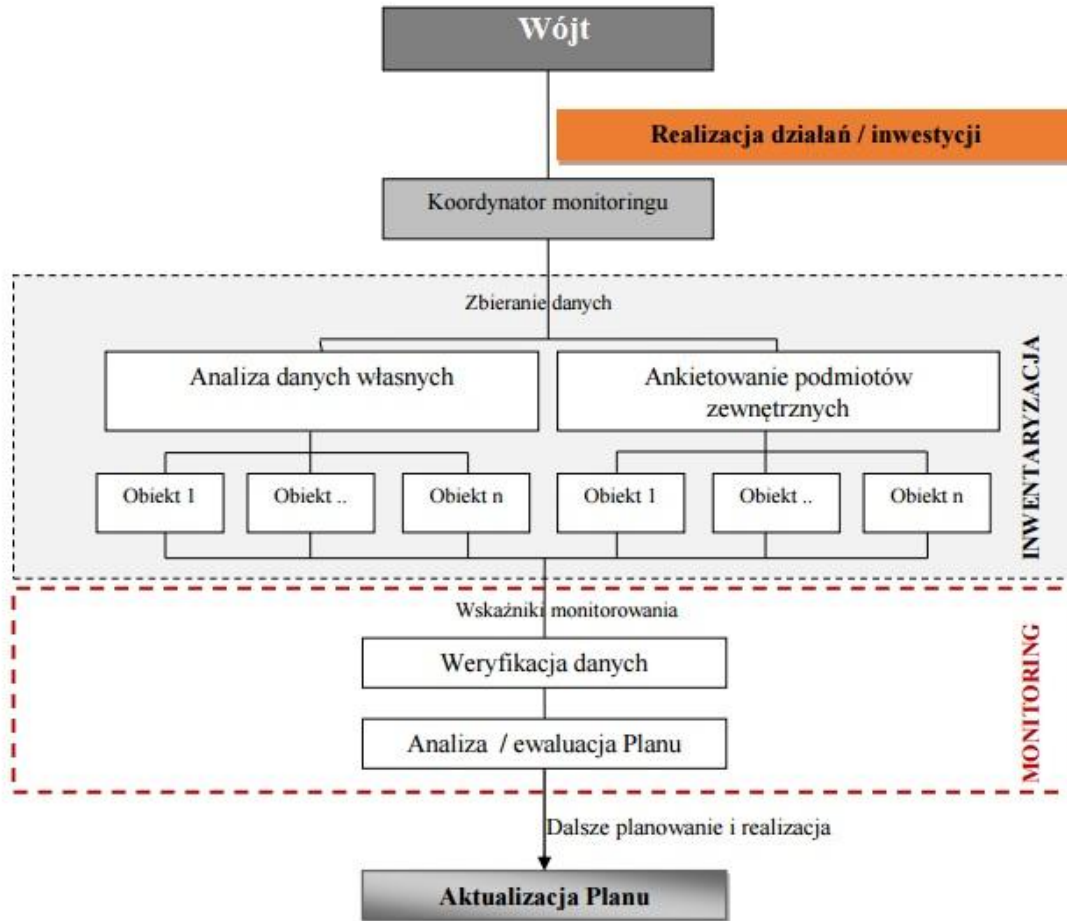 Wójt
Realizacja działań / inwestycji
Koordynator monitoringu
Zbieranie danych
Analiza danych własnych
Ankietowanie podmiotów
zewnętrznych
Obiekt 1
Obiekt ..
Obiekt n
Obiekt 1
Obiekt ..
Obiekt n
INWENTARYZACJA
Wskaźniki monitorowania
Weryfikacja danych
Analiza / ewaluacja Planu
MONITORING
Dalsze planowanie i realizacja
Aktualizacja Planu